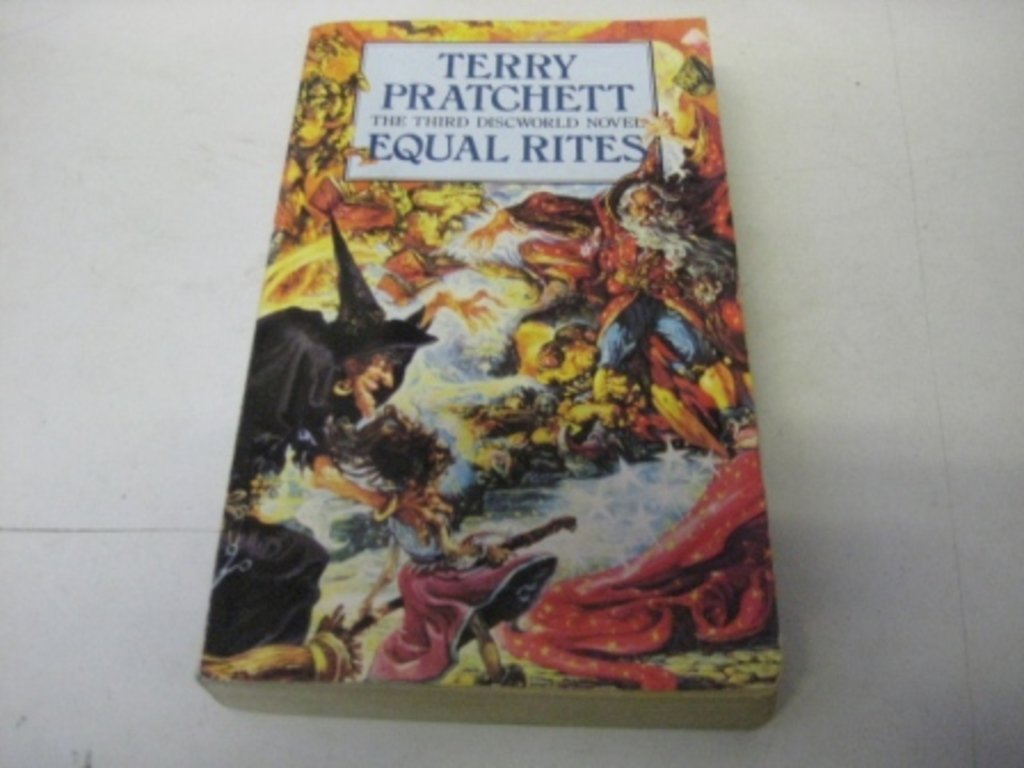 TERRY
PRATCHETT
THE THIRD DISCWORLD NOVEL
EQUAL RITES